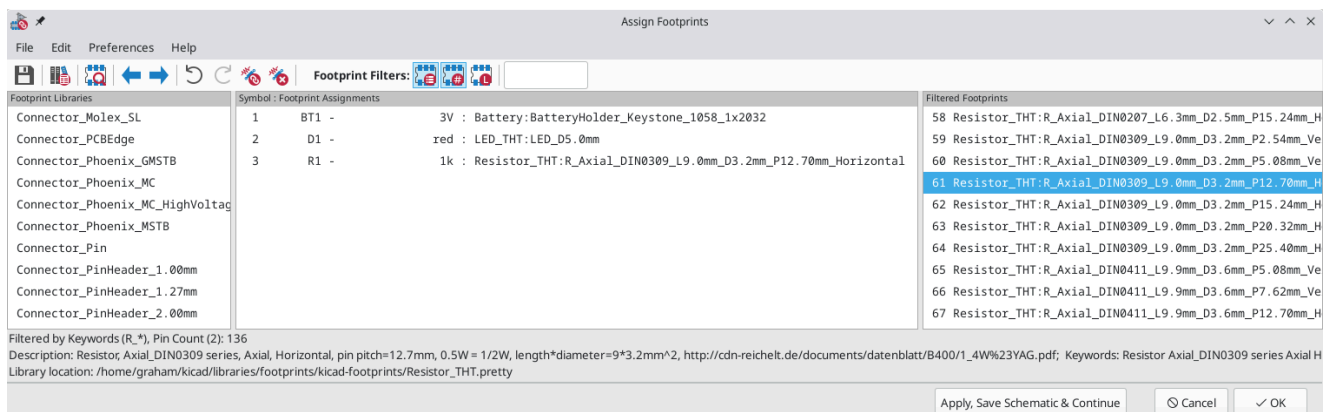 Assign Footprints
File Edit Preferences Help
Footprint Filters:
Footprint Libraries
Connector_Molex_SL
Connector_PCBEdge
Connector_Phoenix_GMSTB
Connector_Phoenix_MC
Connector_Phoenix_MC_HighVoltag
Connector_Phoenix_MSTB
Connector_Pin
Connector_PinHeader_1.00mm
Connector_PinHeader_1.27mm
Connector_PinHeader_2.00mm
Symbol : Footprint Assignments
1 BT1 - 3V : Battery:BatteryHolder_Keystone_1058_1x2032
2 D1 - red : LED_THT:LED_D5.0mm
3 R1 - 1k : Resistor_THT:R_Axial_DIN0309_L9.0mm_D3.2mm_P12.70mm_Horizontal
Filtered Footprints
58 Resistor_THT:R_Axial_DIN0207_L6.3mm_D2.5mm_P15.24mm_H
59 Resistor_THT:R_Axial_DIN0309_L9.0mm_D3.2mm_P2.54mm_Ve
60 Resistor_THT:R_Axial_DIN0309_L9.0mm_D3.2mm_P5.08mm_Ve
61 Resistor_THT:R_Axial_DIN0309_L9.0mm_D3.2mm_P12.70mm_H
62 Resistor_THT:R_Axial_DIN0309_L9.0mm_D3.2mm_P15.24mm_H
63 Resistor_THT:R_Axial_DIN0309_L9.0mm_D3.2mm_P20.32mm_H
64 Resistor_THT:R_Axial_DIN0309_L9.0mm_D3.2mm_P25.40mm_H
65 Resistor_THT:R_Axial_DIN0411_L9.9mm_D3.6mm_P5.08mm_Ve
66 Resistor_THT:R_Axial_DIN0411_L9.9mm_D3.6mm_P7.62mm_Ve
67 Resistor_THT:R_Axial_DIN0411_L9.9mm_D3.6mm_P12.70mm_H
Filtered by Keywords (R_*), Pin Count (2): 136
Description: Resistor, Axial_DIN0309 series, Axial, Horizontal, pin pitch=12.7mm, 0.5W = 1/2W, length*diameter=9*3.2mm^2, http://cdn-reichelt.de/documents/datenblatt/B400/1_4W%23YAG.pdf; Keywords: Resistor Axial_DIN0309 series Axial H
Library location: /home/graham/kicad/libraries/footprints/kicad-footprints/Resistor_THT.pretty
Apply, Save Schematic & Continue Cancel OK